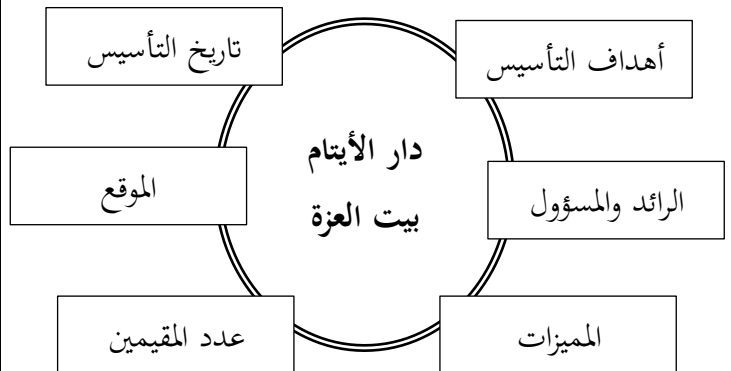 أهداف التأسيس
تاريخ التأسيس
دار الأيتام
بيت العزة
الرائد والمسؤول
الموقع
المميزات
عدد المقيمين